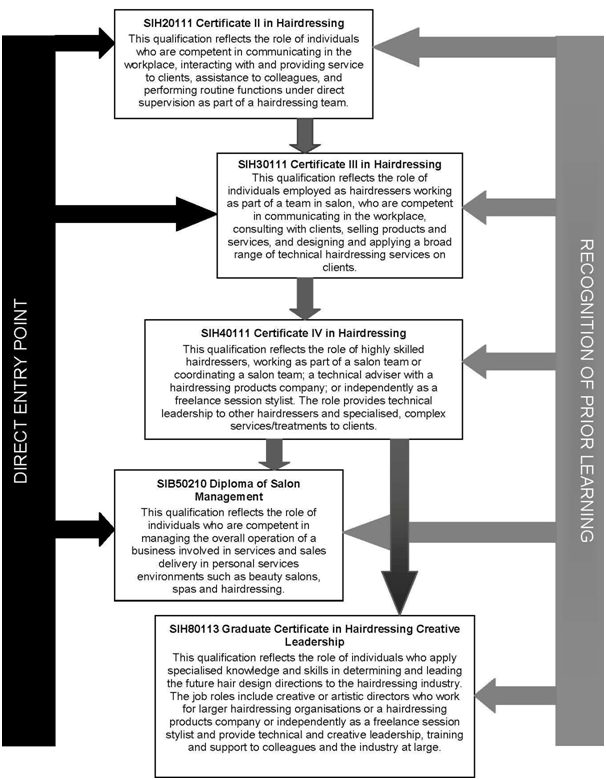 SIH20111 Certificate II in Hairdressing
This qualification reflects the role of individuals
who are competent in communicating in the
workplace, interacting with and providing service
to clients, assistance to colleagues, and
performing routine functions under direct
supervision as part of a hairdressing team.
SIH30111 Certificate III in Hairdressing
This qualification reflects the role of
individuals employed as hairdressers working
as part of a team in salon, who are competent
in communicating in the workplace,
consulting with clients, selling products and
services, and designing and applying a broad
range of technical hairdressing services on
clients.
SIH40111 Certificate IV in Hairdressing
This qualification reflects the role of highly skilled
hairdressers, working as part of a salon team or
coordinating a salon team; a technical adviser with a
hairdressing products company; or independently as a
freelance session stylist. The role provides technical
leadership to other hairdressers and specialised, complex
services/treatments to clients.
SIB50210 Diploma of Salon
Management
This qualification reflects the role of
individuals who are competent in
managing the overall operation of a
business involved in services and sales
delivery in personal services
environments such as beauty salons,
spas and hairdressing.
SIH80113 Graduate Certificate in Hairdressing Creative
Leadership
This qualification reflects the role of individuals who apply
specialised knowledge and skills in determining and leading
the future hair design directions to the hairdressing industry.
The job roles include creative or artistic directors who work
for larger hairdressing organisations or a hairdressing
products company or independently as a freelance session
stylist and provide technical and creative leadership, training
and support to colleagues and the industry at large.
DIRECT ENTRY POINT
RECOGNITION OF PRIOR LEARNING